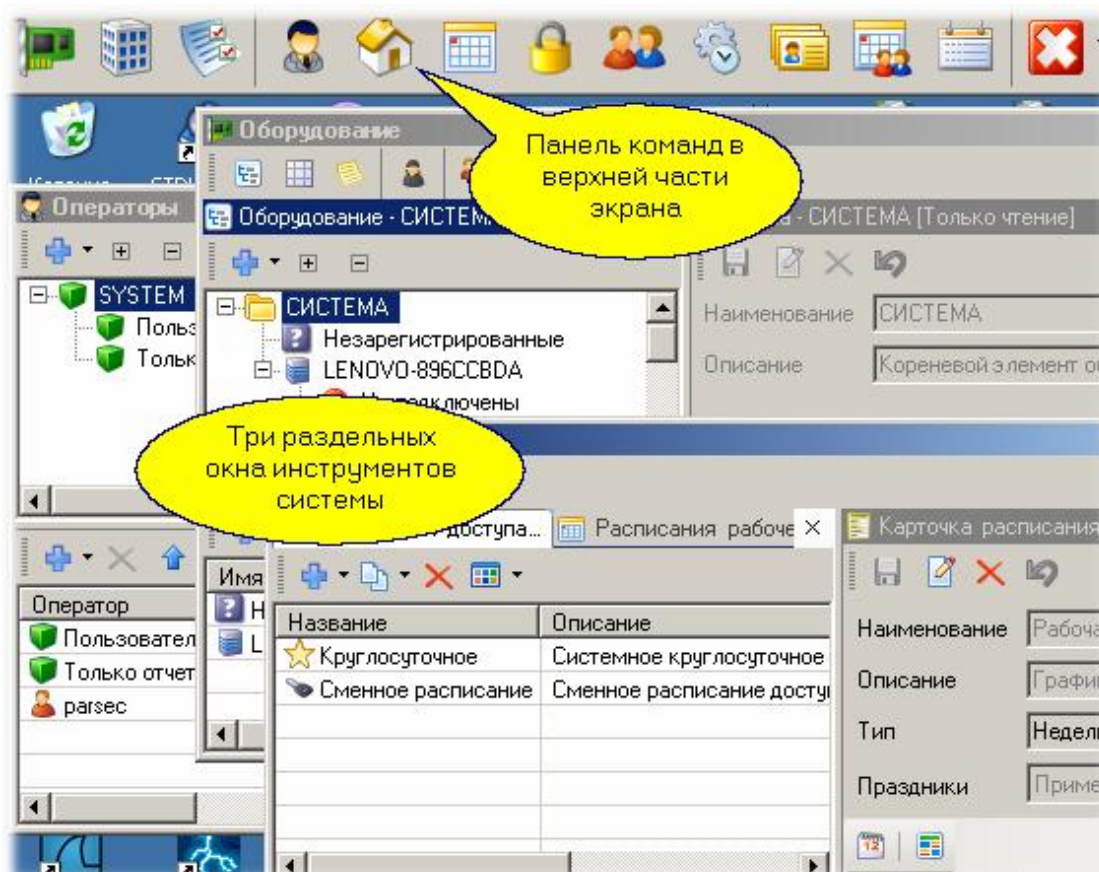 Панель команд в
верхней части
экрана
Оборудование
Операторы
Оборудование - СИСТЕМ
- СИСТЕМА [Только чтение]
SYSTEM
Польз
Тольк
СИСТЕМА
Незарегистрированные
LENOVO-896CCBDA
ключены
Наименование
СИСТЕМА
Описание
Кореневой элемент о
Три раздельных
окна инструментов
системы
доступа...
Расписания рабоче
Карточка расписания
Оператор
Пользовател
Только отчет
parsec
Имя
Н
L
Название
Описание
Круглосуточное
Системное круглосуточное
Сменное расписание
Сменное расписание досту
Наименование
Рабоча
Описание
Графи
Тип
Недел
Праздники
Приме
12